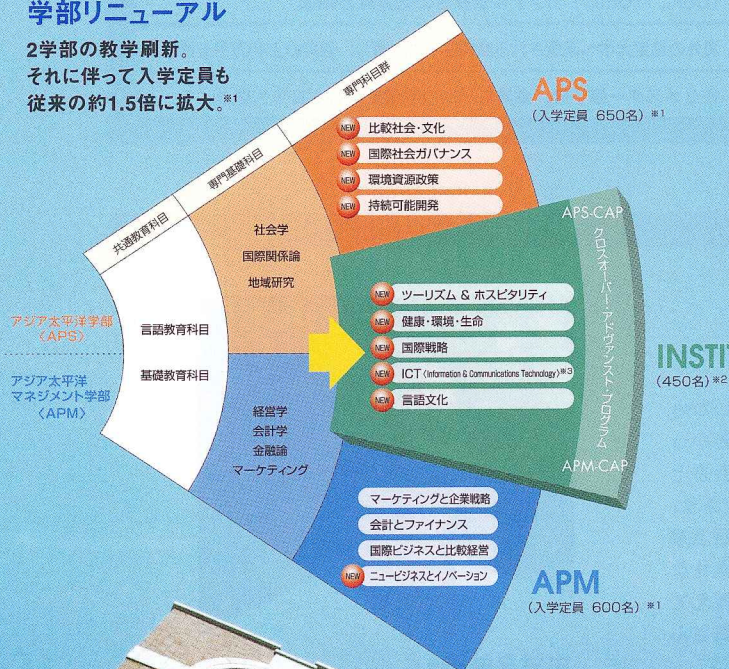 学部リニューアル
2学部の教学刷新。
それに伴って入学定員も
従来の約1.5倍に拡大。※1
共通教育科目
専門基礎科目
専門科目群
APS
(入学定員 650名) ※1
NEW 比較社会・文化
NEW 国際社会ガバナンス
NEW 環境資源政策
NEW 持続可能開発
社会学
国際関係論
地域研究
アジア太平洋学部
〈APS〉
アジア太平洋
マネジメント学部
〈APM〉
言語教育科目
基礎教育科目
APS-CAP
クロスオーバー・アドヴァンスト・プログラム
APM-CAP
NEW ツーリズム & ホスピタリティ
NEW 健康・環境・生命
NEW 国際戦略
NEW ICT〈Information & Communications Technology〉※3
NEW 言語文化
INSTI
(450名)※2
経営学
会計学
金融論
マーケティング
マーケティングと企業戦略
会計とファイナンス
国際ビジネスと比較経営
NEW ニュービジネスとイノベーション
APM
(入学定員 600名) ※1